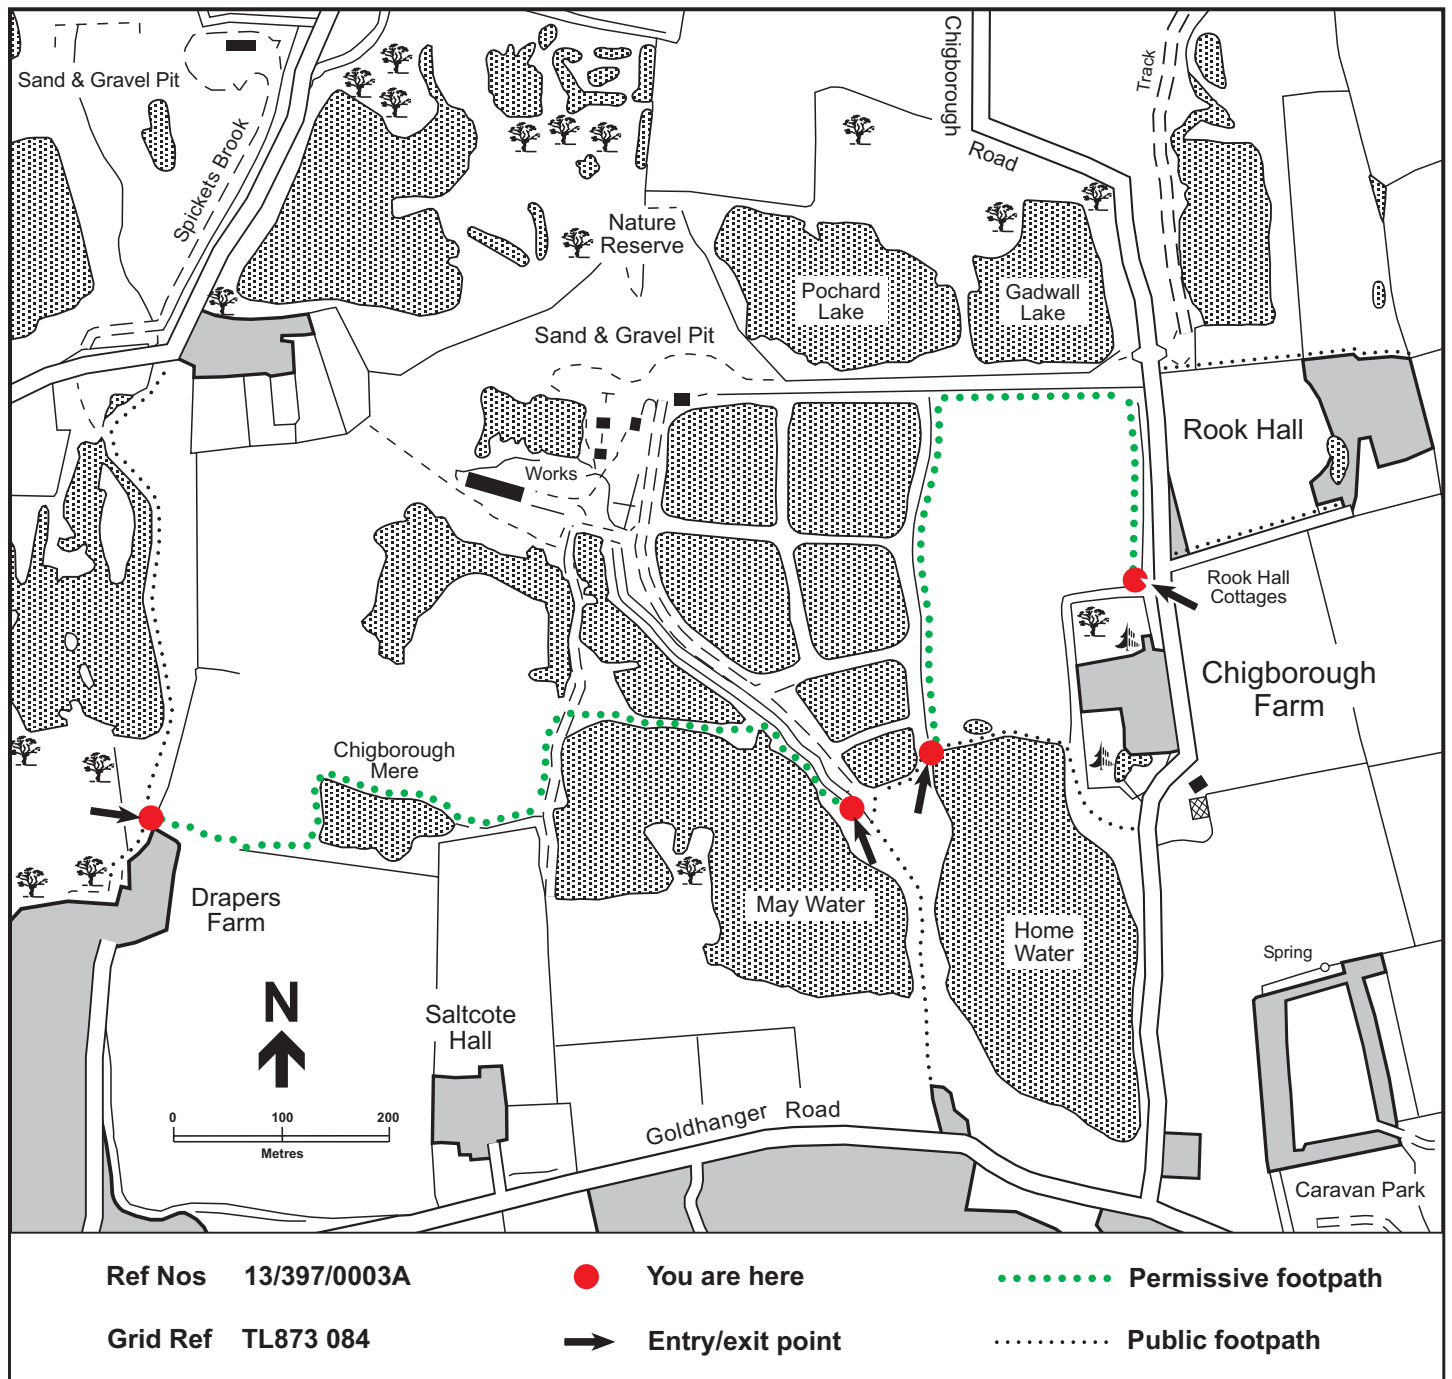 Sand & Gravel Pit
Spickets Brook
Chigborough
Road
Track
Nature
Reserve
Pochard
Lake
Gadwall
Lake
Sand & Gravel Pit
Works
Rook Hall
Rook Hall
Cottages
Chigborough
Farm
Chigborough
Mere
Drapers
Farm
May Water
Home
Water
Spring
N
Saltcote
Hall
0 100 200
Metres
Goldhanger Road
Caravan Park
Ref Nos 13/397/0003A
You are here
Permissive footpath
Grid Ref TL873 084
Entry/exit point
Public footpath